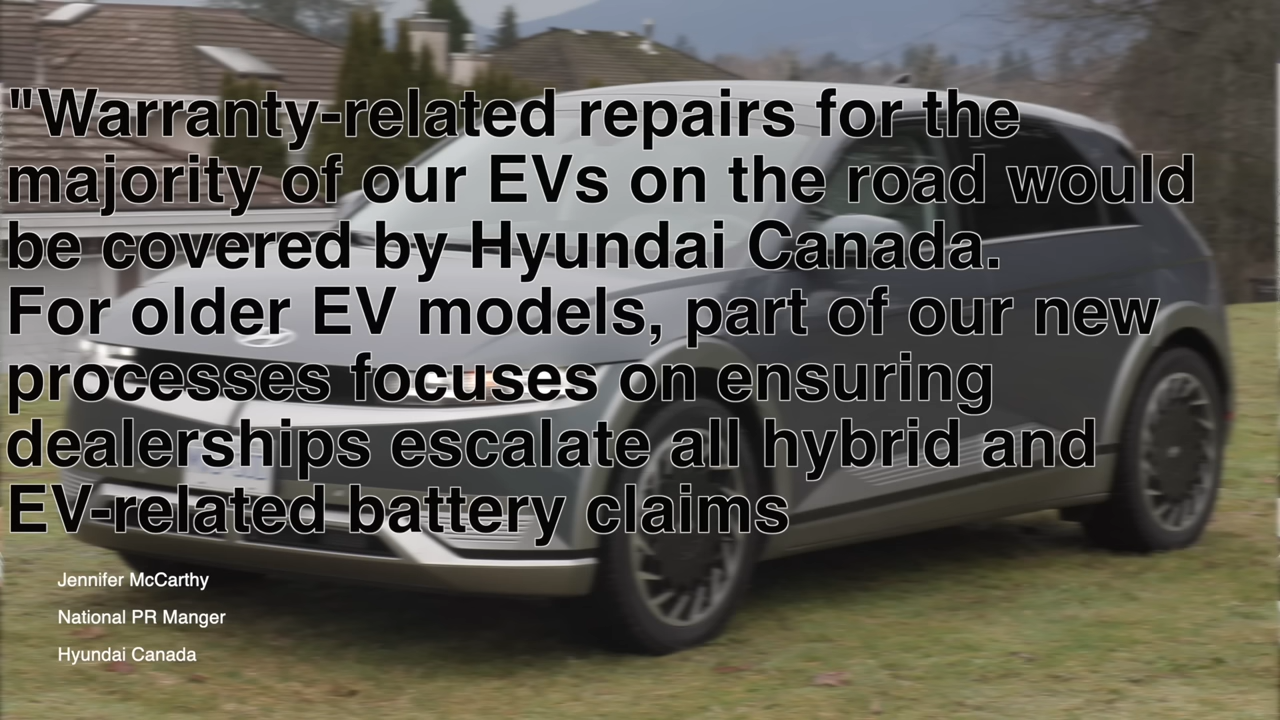 "Warranty-related repairs for the
majority of our EVs on the road would
be covered by Hyundai Canada.
For older EV models, part of our new
processes focuses on ensuring
dealerships escalate all hybrid and
EV-related battery claims
Jennifer McCarthy
National PR Manger
Hyundai Canada